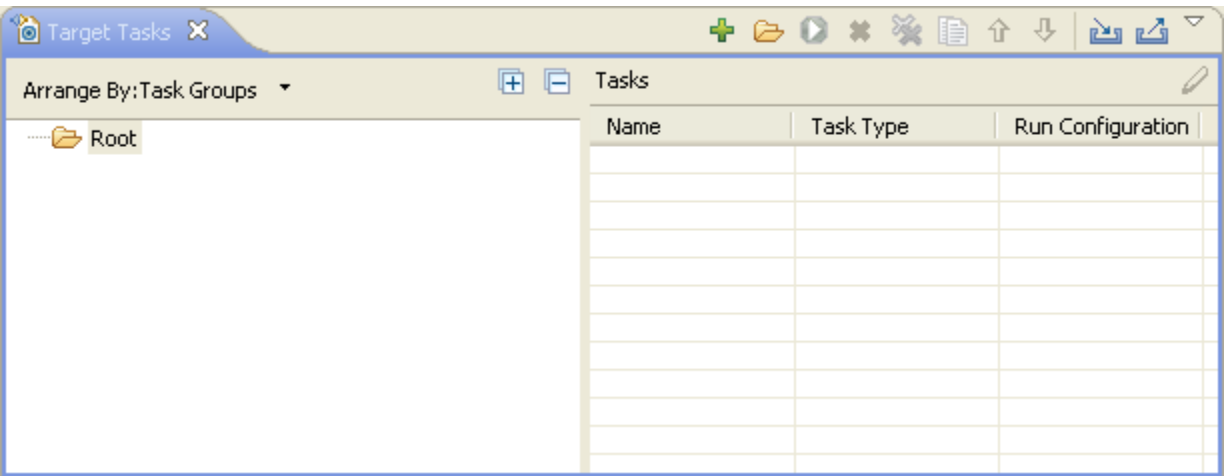 Target Tasks
Arrange By:Task Groups
Root
Tasks
Name Task Type Run Configuration